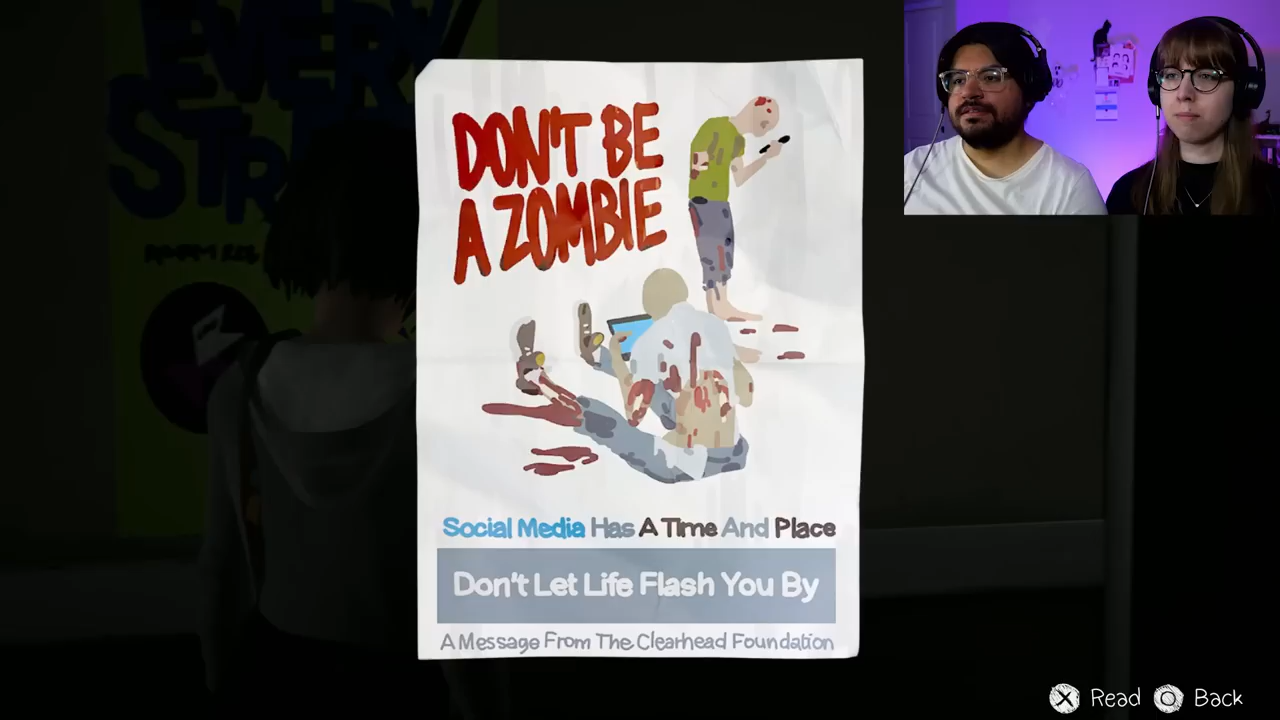 EVERY
DON'T BE
A ZOMBIE
Social Media Has A Time And Place
Don't Let Life Flash You By
A Message From The Clearhead Foundation
Read
Back